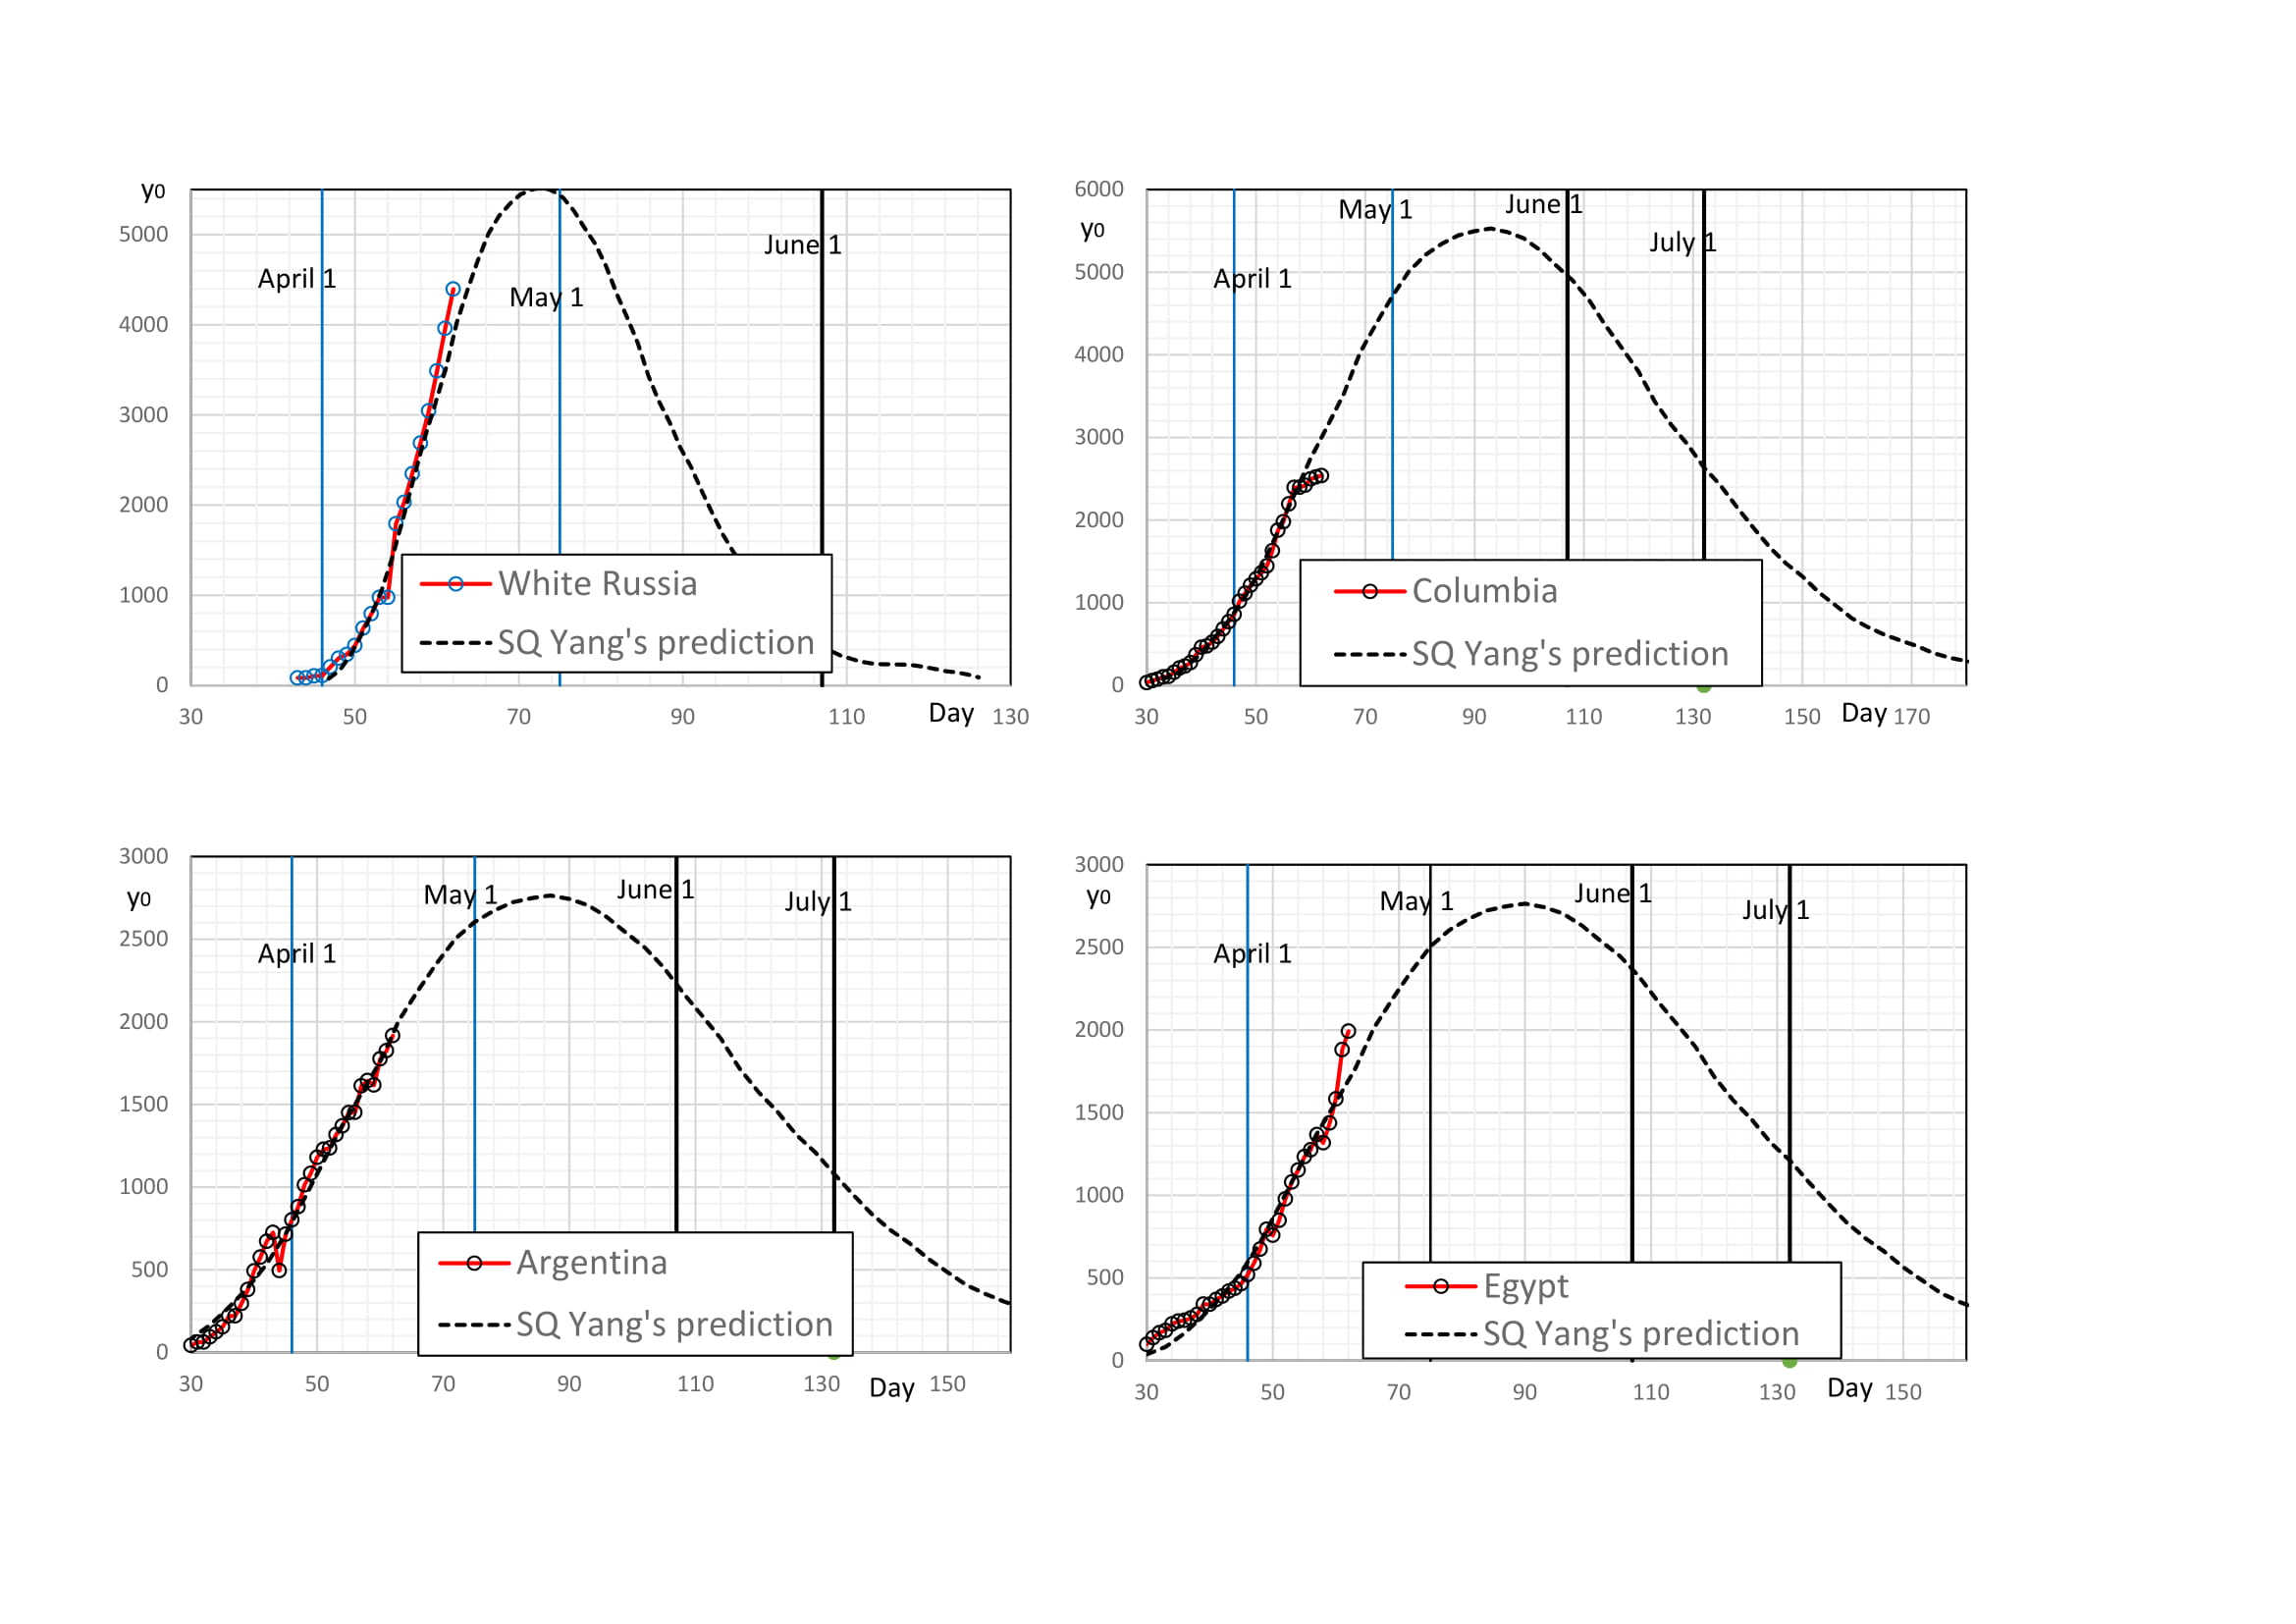 y0
5000
4000
3000
2000
1000
0
April 1
May 1
June 1
White Russia
SQ Yang's prediction
30 50 70 90 110 Day 130
6000
y0
5000
4000
3000
2000
1000
0
May 1
June 1
July 1
April 1
Columbia
SQ Yang's prediction
30 50 70 90 110 130 150 Day 170
3000
y0
2500
2000
1500
1000
500
0
May 1
June 1
July 1
April 1
Argentina
SQ Yang's prediction
30 50 70 90 110 130 Day 150
3000
y0
2500
2000
1500
1000
500
0
May 1
June 1
July 1
April 1
Egypt
SQ Yang's prediction
30 50 70 90 110 130 Day 150